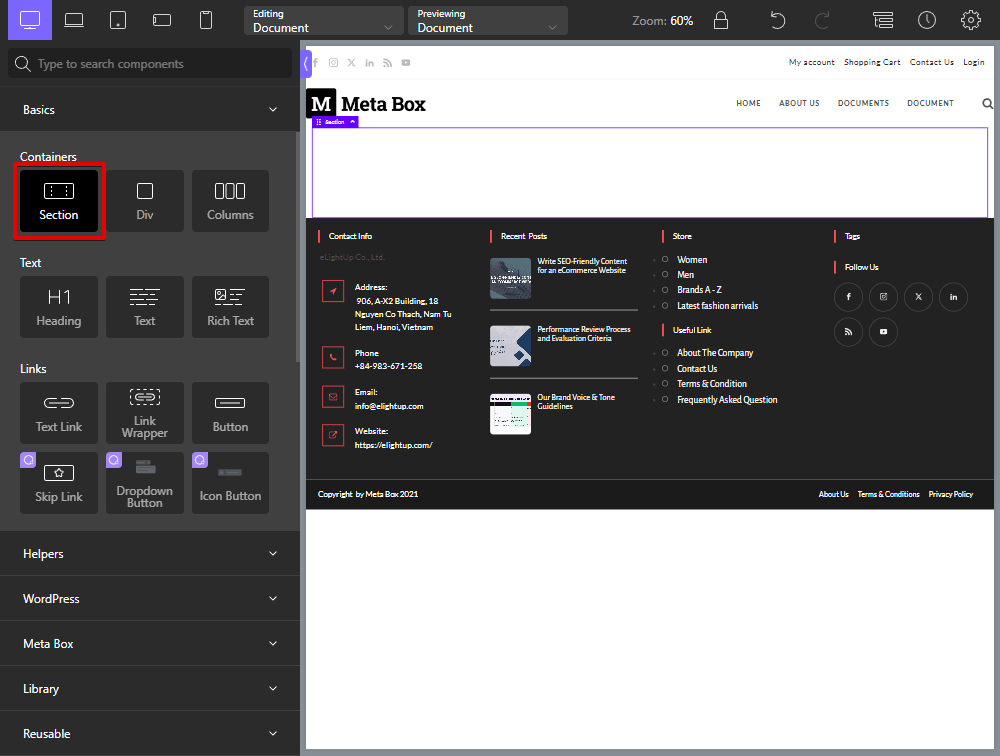 Editing
Document
Previewing
Document
Zoom: 60%
Type to search components
Basics
Containers
Section
Div
Columns
Text
H1
Heading
Text
Rich Text
Links
Text Link
Link
Wrapper
Button
Skip Link
Dropdown
Button
Icon Button
Helpers
WordPress
Meta Box
Library
Reusable
My account
Shopping Cart
Contact Us
Login
M Meta Box
HOME
ABOUT US
DOCUMENTS
DOCUMENT
Section
Contact Info
eLightUp Co., Ltd.
Address:
906, A-X2 Building, 18
Nguyen Co Thach, Nam Tu
Liem, Hanoi, Vietnam
Phone
+84-983-671-258
Email:
info@elightup.com
Website:
https://elightup.com/
Recent Posts
Write SEO-Friendly Content
for an eCommerce Website
Performance Review Process
and Evaluation Criteria
Our Brand Voice & Tone
Guidelines
Store
Women
Men
Brands A - Z
Latest fashion arrivals
Useful Link
About The Company
Contact Us
Terms & Condition
Frequently Asked Question
Tags
Follow Us
Copyright by Meta Box 2021
About Us
Terms & Conditions
Privacy Policy